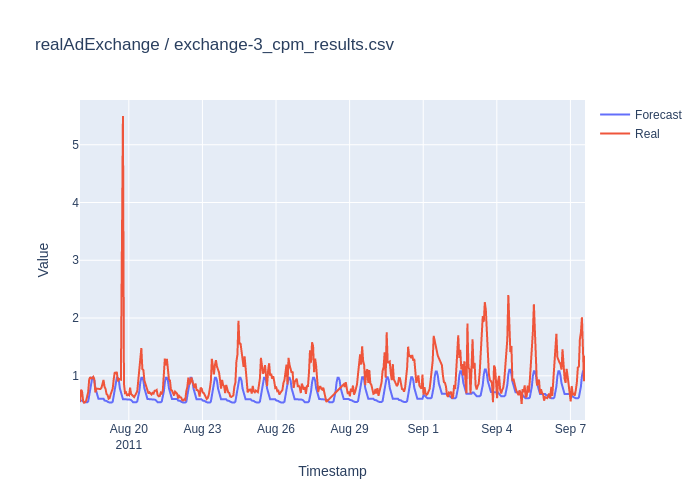 realAdExchange / exchange-3_cpm_results.csv
Forecast
Real
5
4
3
2
1
Value
Aug 20
2011
Aug 23
Aug 26
Aug 29
Sep 1
Sep 4
Sep 7
Timestamp